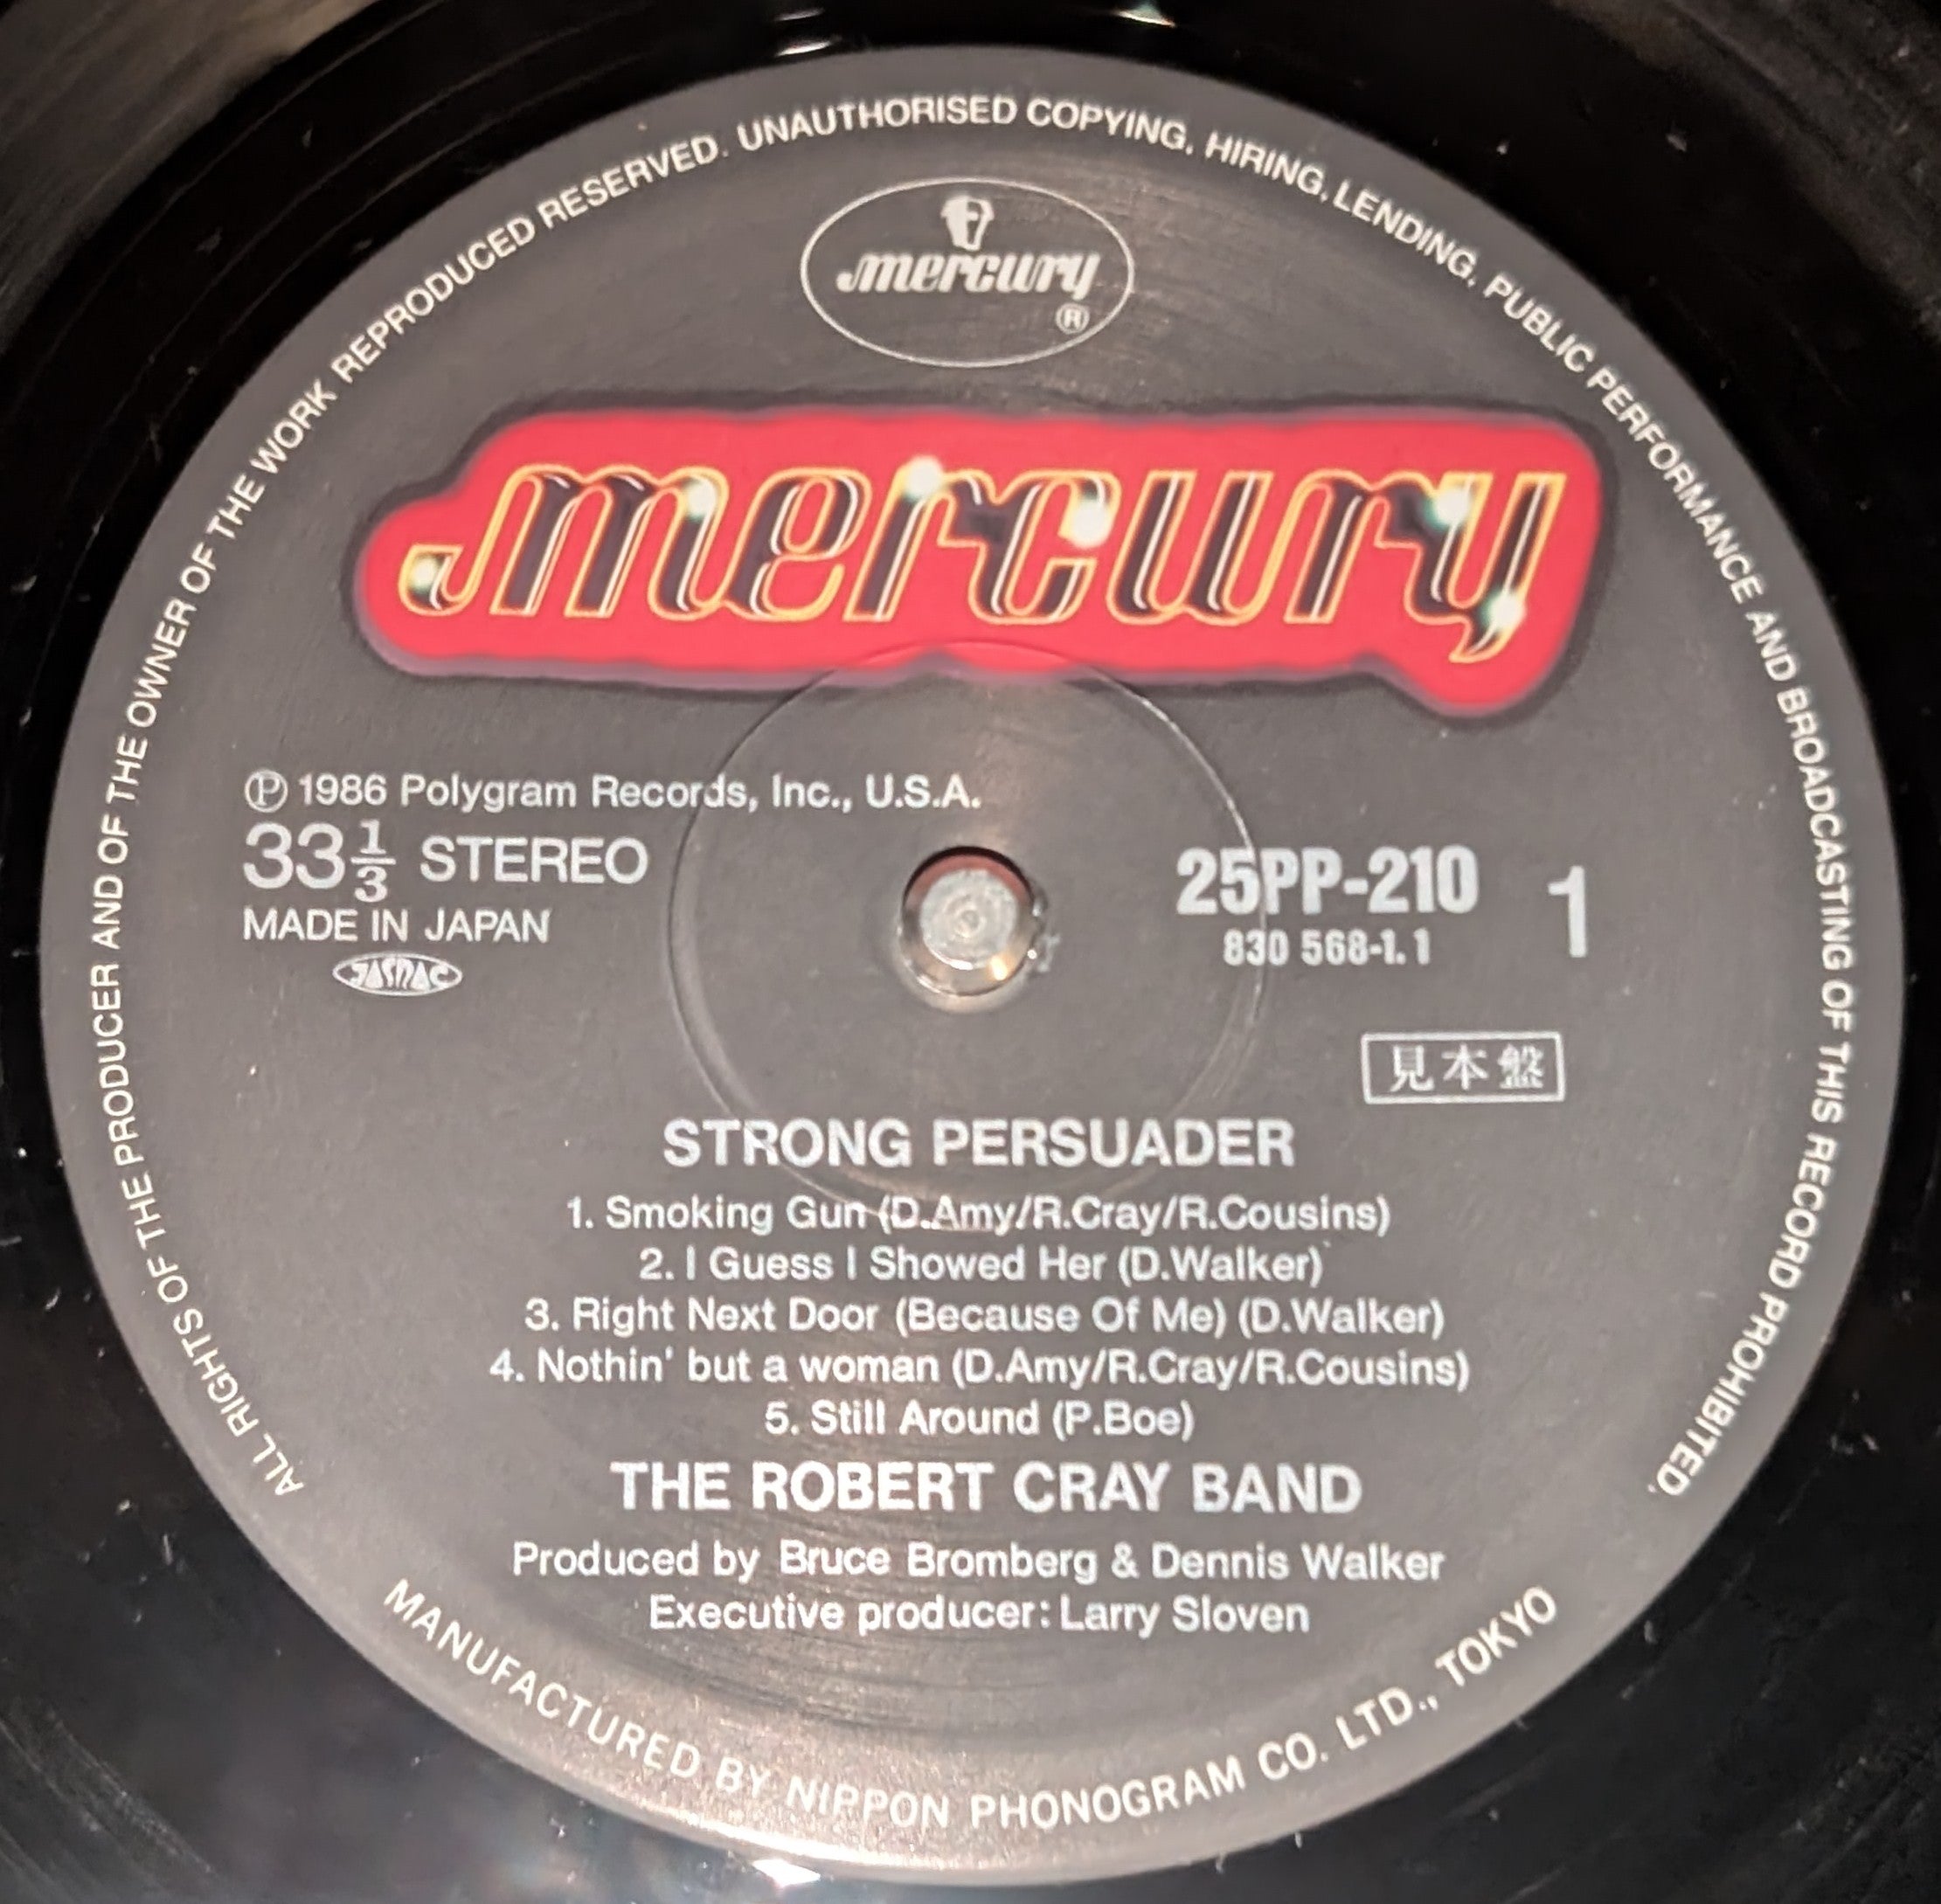 ALL RIGHTS OF THE PRODUCER AND OF THE OWNER OF THE WORK REPRODUCED RESERVED. UNAUTHORISED COPYING, HIRING, LENDING, PUBLIC PERFORMANCE AND BROADCASTING OF THIS RECORD PROHIBITED.
mercury
®
mercury
℗ 1986 Polygram Records, Inc., U.S.A.
33 1/3 STEREO
MADE IN JAPAN
JASRAC
25PP-210
1
830 568-1.1
見本盤
STRONG PERSUADER
1. Smoking Gun (D.Amy/R.Cray/R.Cousins)
2. I Guess I Showed Her (D.Walker)
3. Right Next Door (Because Of Me) (D.Walker)
4. Nothin' but a woman (D.Amy/R.Cray/R.Cousins)
5. Still Around (P.Boe)
THE ROBERT CRAY BAND
Produced by Bruce Bromberg & Dennis Walker
Executive producer: Larry Sloven
MANUFACTURED BY NIPPON PHONOGRAM CO. LTD., TOKYO